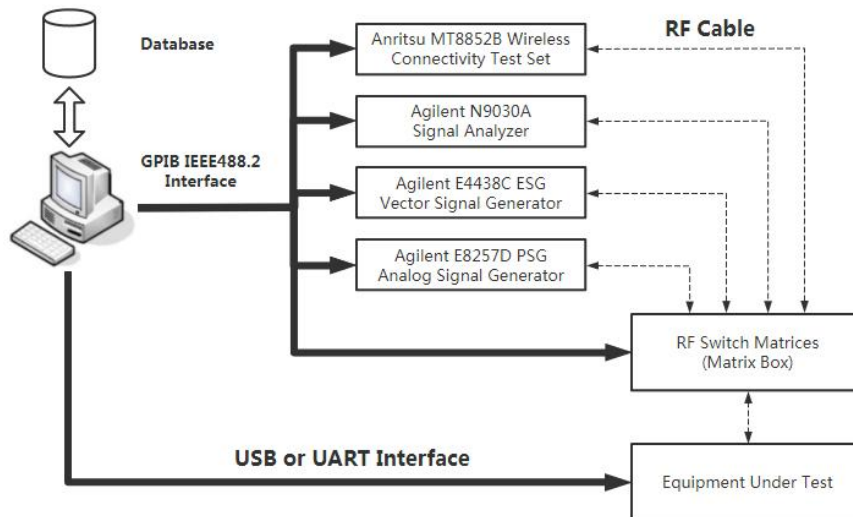 Database
GPIB IEEE488.2
Interface
Anritsu MT8852B Wireless
Connectivity Test Set
RF Cable
Agilent N9030A
Signal Analyzer
Agilent E4438C ESG
Vector Signal Generator
Agilent E8257D PSG
Analog Signal Generator
RF Switch Matrices
(Matrix Box)
USB or UART Interface
Equipment Under Test